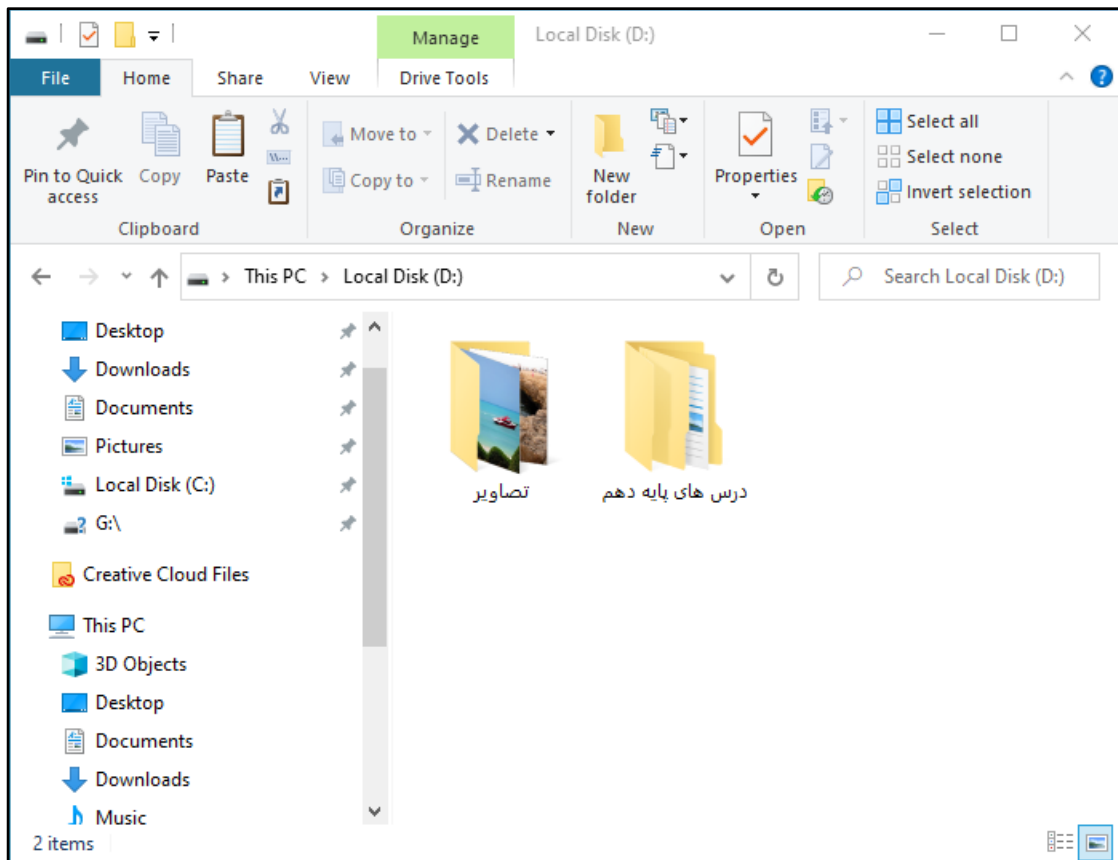 Manage
Local Disk (D:)
File
Home
Share
View
Drive Tools
Pin to Quick access
Copy
Paste
Move to
Copy to
Delete
Rename
New folder
Properties
Select all
Select none
Invert selection
Clipboard
Organize
New
Open
Select
This PC
Local Disk (D:)
Search Local Disk (D:)
Desktop
Downloads
Documents
Pictures
Local Disk (C:)
G:\
Creative Cloud Files
This PC
3D Objects
Desktop
Documents
Downloads
Music
تصاویر
درس های پایه دهم
2 items